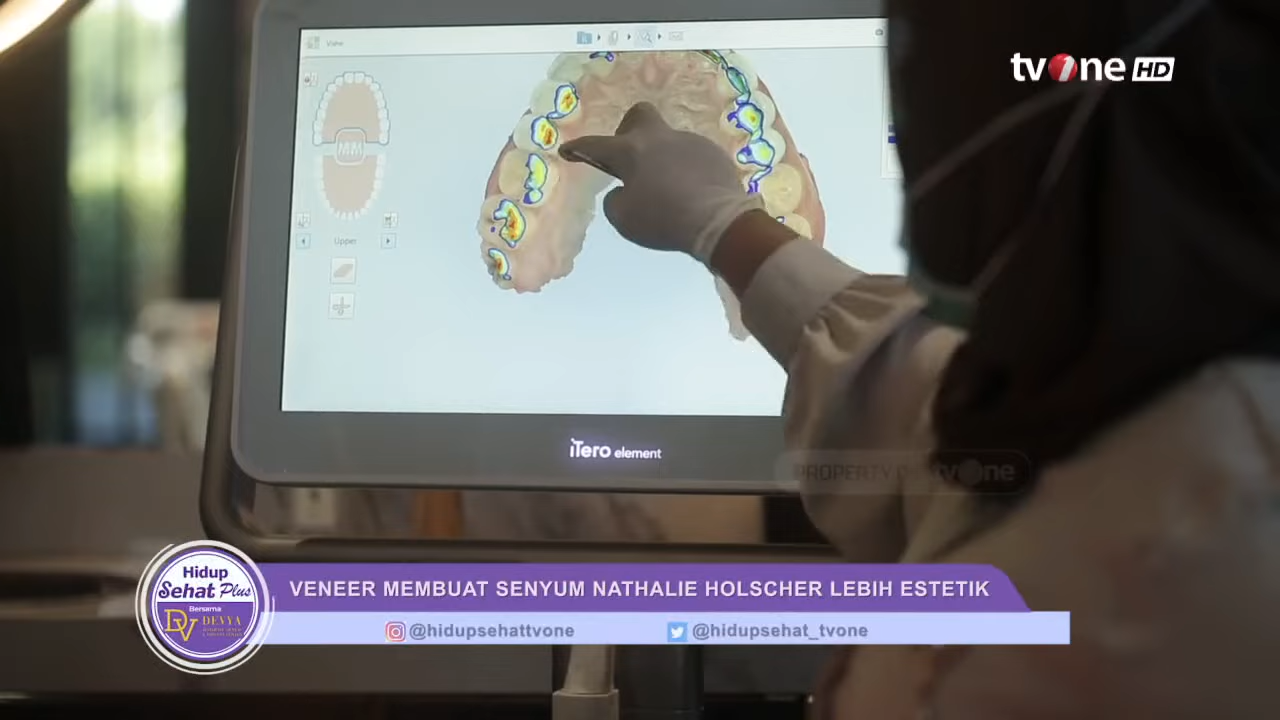 View
tvOne HD
MM
Upper
iTero element
PROPERTY OF tvOne
Hidup
Sehat Plus
Bersama
DV DEVYA
VENEER MEMBUAT SENYUM NATHALIE HOLSCHER LEBIH ESTETIK
@hidupsehattvone
@hidupsehat_tvone